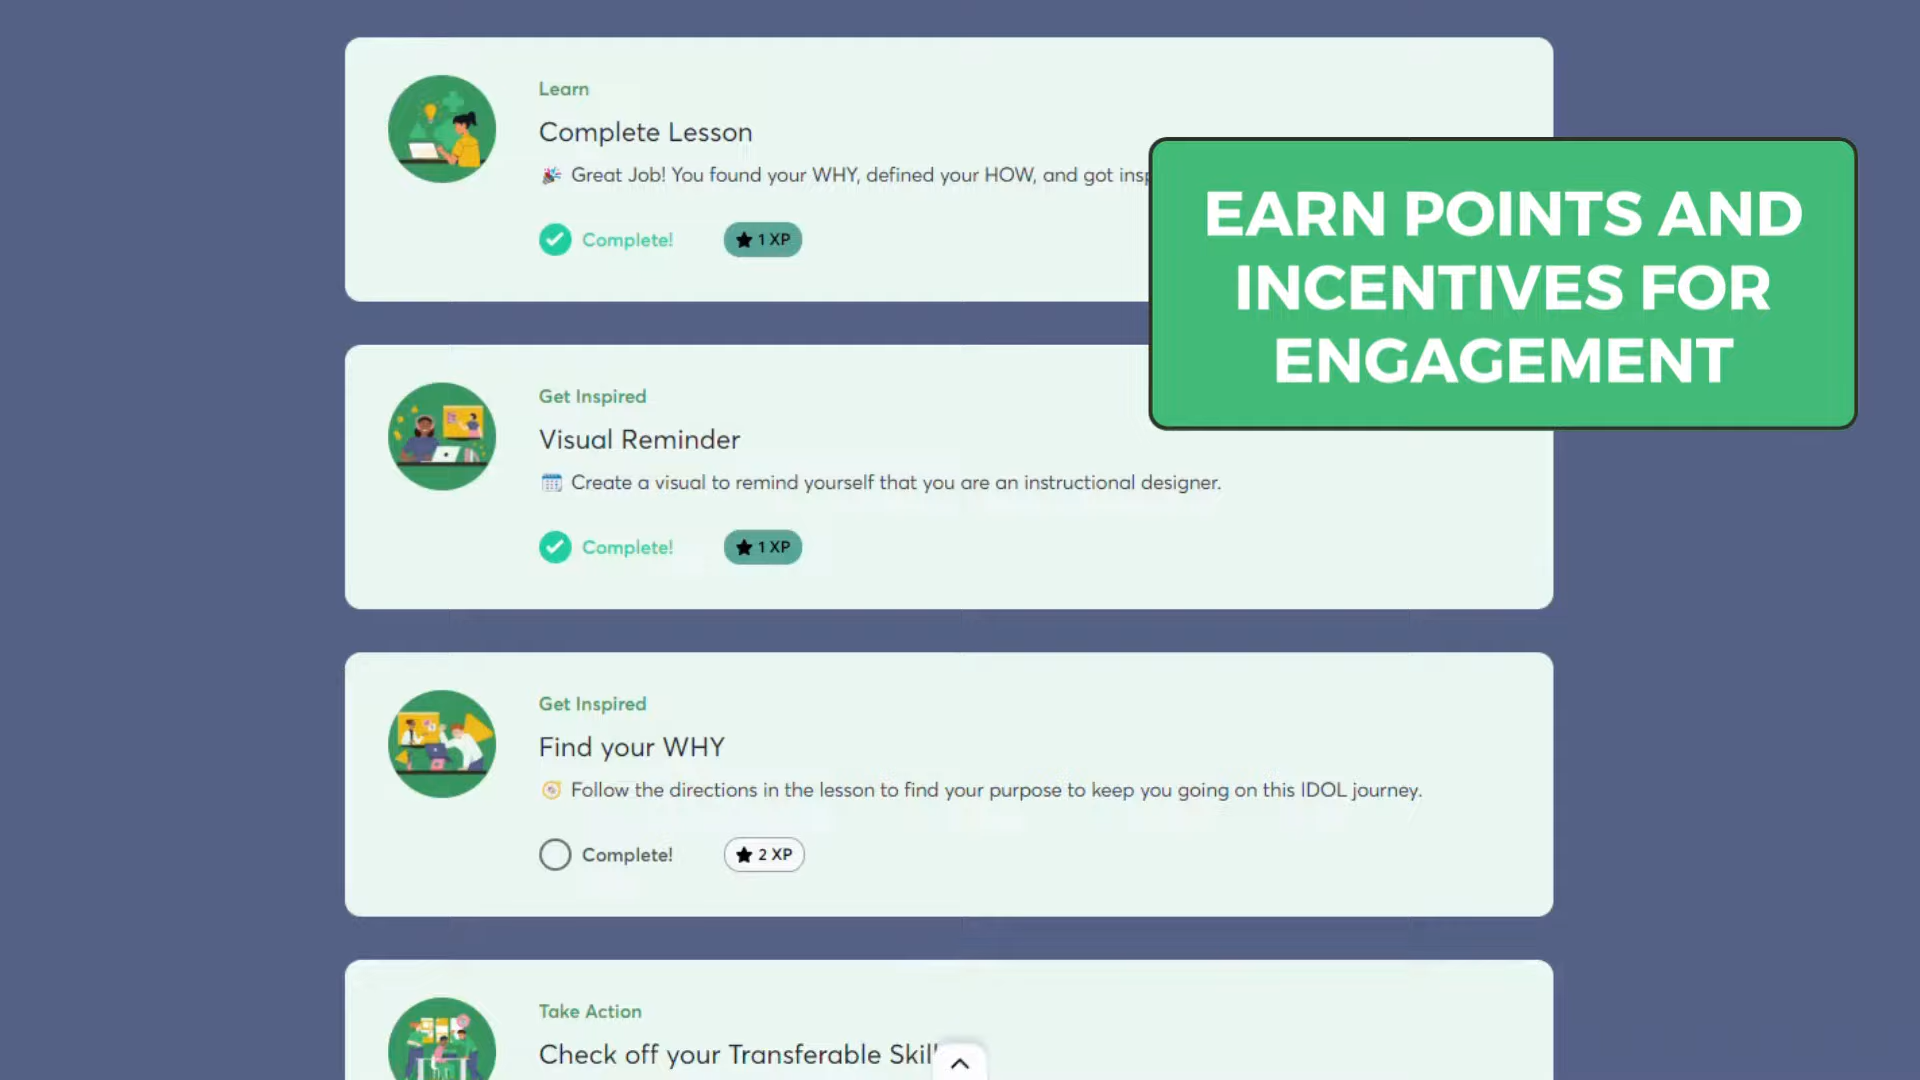 Learn
Complete Lesson
🎉 Great Job! You found your WHY, defined your HOW, and got
Complete!
★ 1 XP
EARN POINTS AND
INCENTIVES FOR
ENGAGEMENT
Get Inspired
Visual Reminder
Create a visual to remind yourself that you are an instructional designer.
Complete!
★ 1 XP
Get Inspired
Find your WHY
Follow the directions in the lesson to find your purpose to keep you going on this IDOL journey.
Complete!
★ 2 XP
Take Action
Check off your Transferable